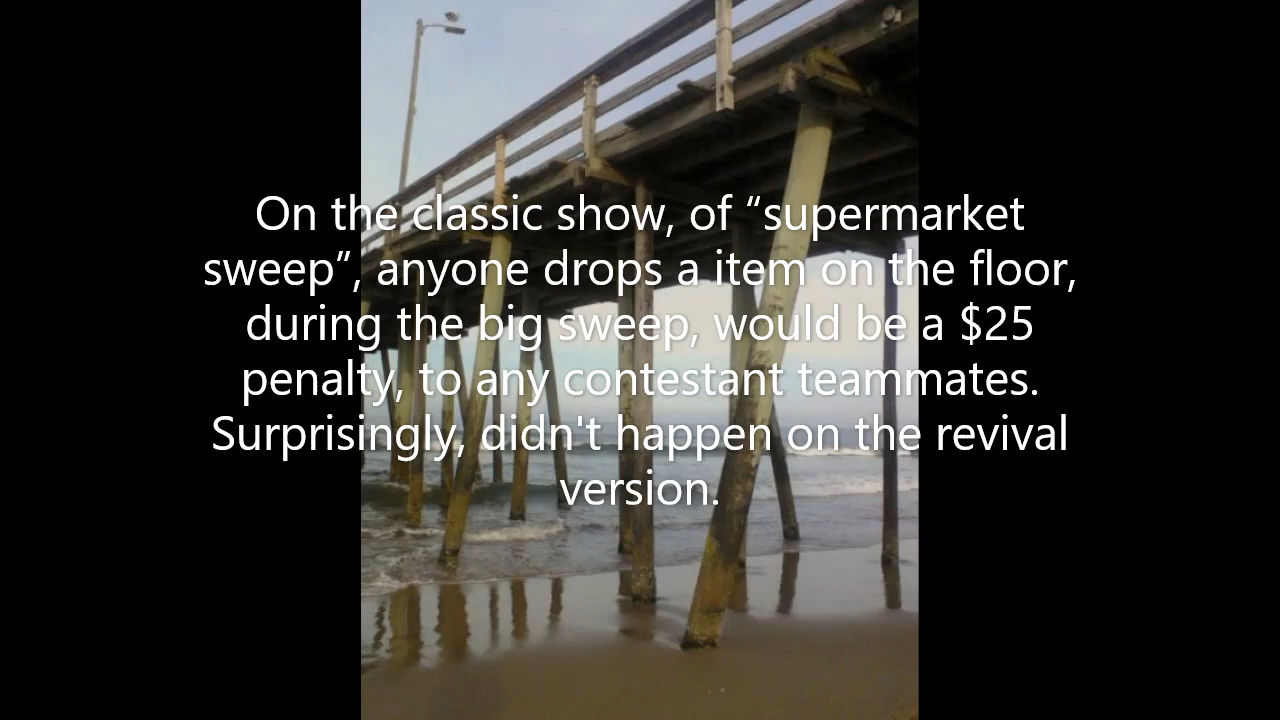 On the classic show, of “supermarket
sweep”, anyone drops a item on the floor,
during the big sweep, would be a $25
penalty, to any contestant teammates.
Surprisingly, didn't happen on the revival
version.